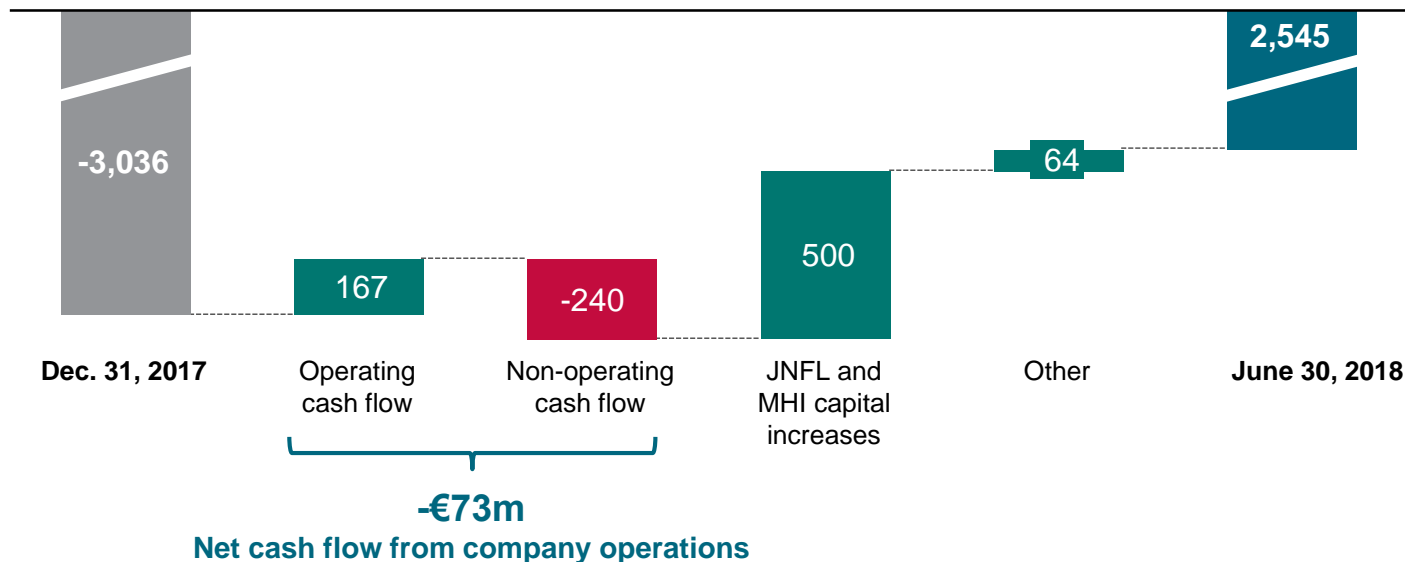 2,545
-3,036
64
500
167
-240
Dec. 31, 2017
Operating
cash flow
Non-operating
cash flow
JNFL and
MHI capital
increases
Other
June 30, 2018
-€73m
Net cash flow from company operations